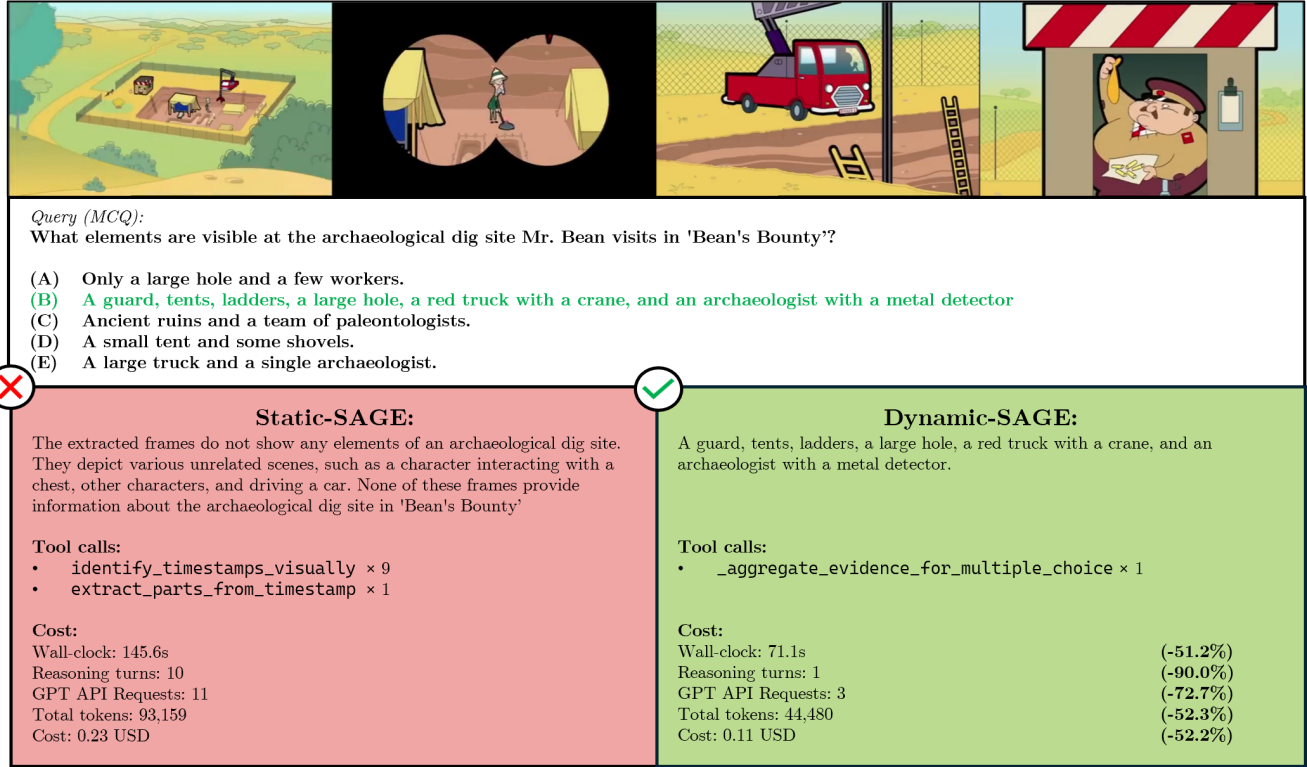 Query (MCQ):
What elements are visible at the archaeological dig site Mr. Bean visits in 'Bean's Bounty'?
(A) Only a large hole and a few workers.
(B) A guard, tents, ladders, a large hole, a red truck with a crane, and an archaeologist with a metal detector
(C) Ancient ruins and a team of paleontologists.
(D) A small tent and some shovels.
(E) A large truck and a single archaeologist.
Static-SAGE:
The extracted frames do not show any elements of an archaeological dig site.
They depict various unrelated scenes, such as a character interacting with a
chest, other characters, and driving a car. None of these frames provide
information about the archaeological dig site in 'Bean's Bounty'
Tool calls:
• identify_timestamps_visually × 9
• extract_parts_from_timestamp × 1
Cost:
Wall-clock: 145.6s
Reasoning turns: 10
GPT API Requests: 11
Total tokens: 93,159
Cost: 0.23 USD
Dynamic-SAGE:
A guard, tents, ladders, a large hole, a red truck with a crane, and an
archaeologist with a metal detector.
Tool calls:
• _aggregate_evidence_for_multiple_choice × 1
Cost:
Wall-clock: 71.1s (-51.2%)
Reasoning turns: 1 (-90.0%)
GPT API Requests: 3 (-72.7%)
Total tokens: 44,480 (-52.3%)
Cost: 0.11 USD (-52.2%)